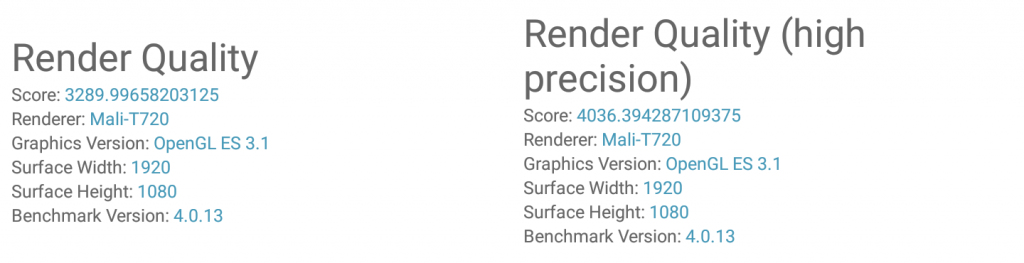 Render Quality
Score: 3289.99658203125
Renderer: Mali-T720
Graphics Version: OpenGL ES 3.1
Surface Width: 1920
Surface Height: 1080
Benchmark Version: 4.0.13
Render Quality (high
precision)
Score: 4036.394287109375
Renderer: Mali-T720
Graphics Version: OpenGL ES 3.1
Surface Width: 1920
Surface Height: 1080
Benchmark Version: 4.0.13